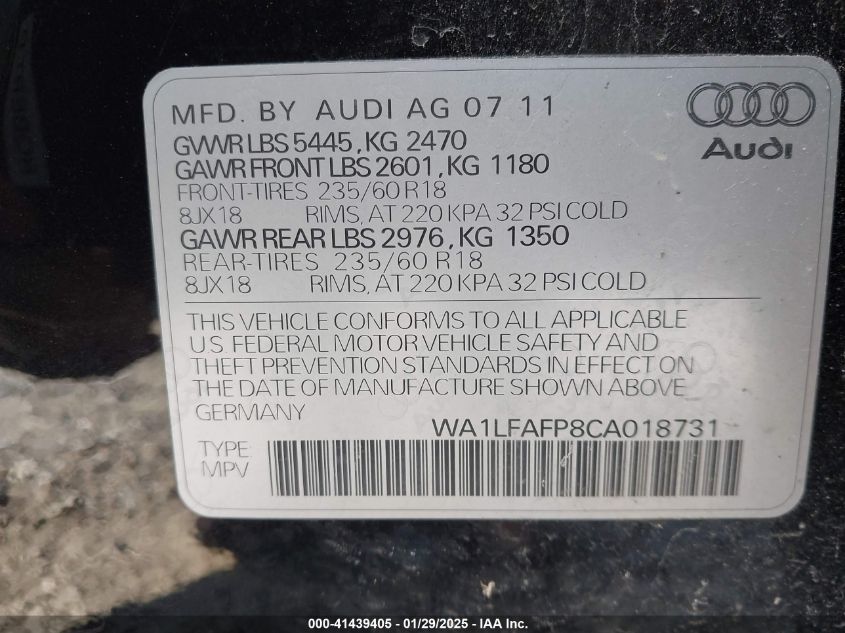 MFD. BY AUDI AG 07 11
GVWR LBS 5445, KG 2470
GAWR FRONT LBS 2601, KG 1180
FRONT-TIRES 235/60 R18
8JX18 RIMS, AT 220 KPA 32 PSI COLD
GAWR REAR LBS 2976, KG 1350
REAR-TIRES 235/60 R18
8JX18 RIMS, AT 220 KPA 32 PSI COLD
Audi
THIS VEHICLE CONFORMS TO ALL APPLICABLE
U.S. FEDERAL MOTOR VEHICLE SAFETY AND
THEFT PREVENTION STANDARDS IN EFFECT ON
THE DATE OF MANUFACTURE SHOWN ABOVE
GERMANY
WA1LFAFP8CA018731
TYPE:
MPV
000-41439405 - 01/29/2025 - WWW.IAAI.COM